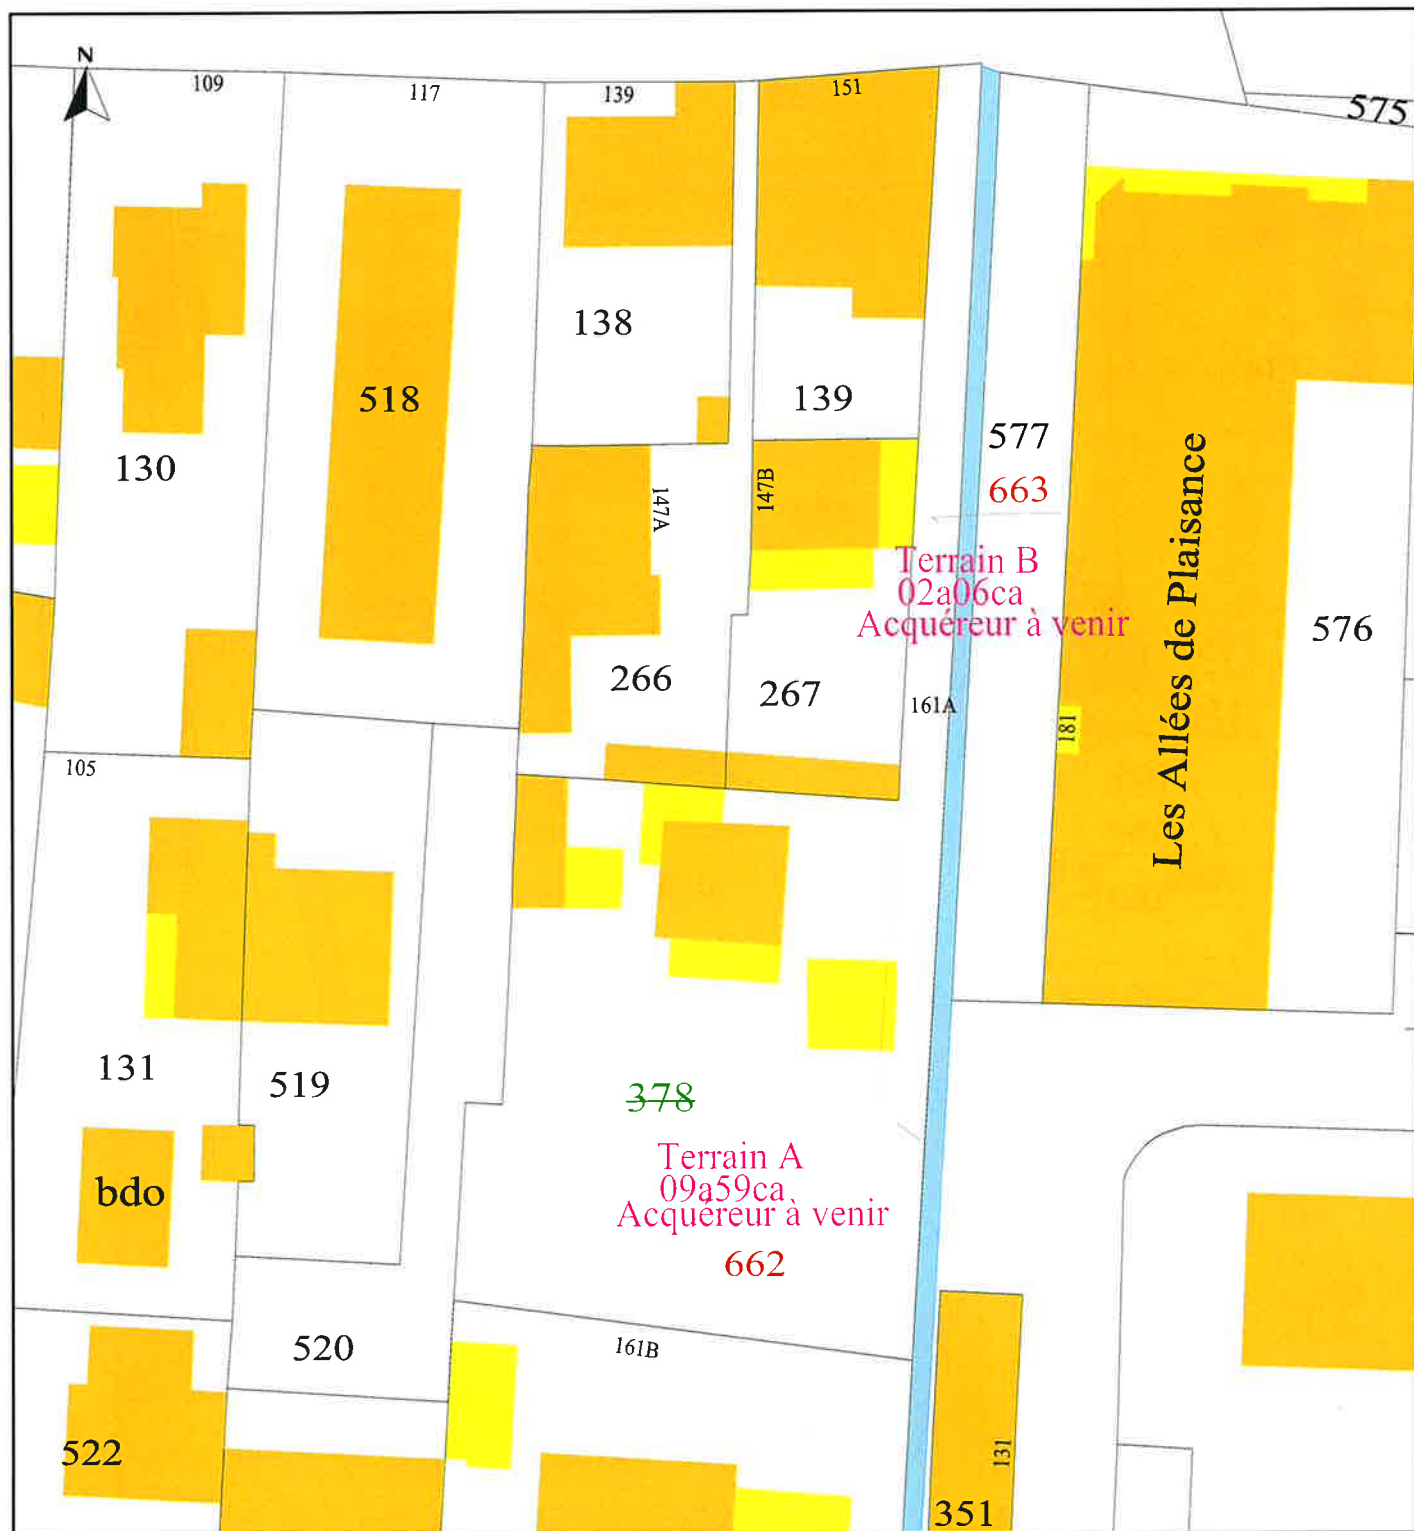 N
109
117
139
151
575
138
518
139
577
130
147A
147B
663
Terrain B
02a06ca
Acquéreur à venir
Les Allées de Plaisance
576
266
267
161A
181
105
131
519
378
Terrain A
09a59ca
Acquéreur à venir
bdo
662
520
161B
522
131
351